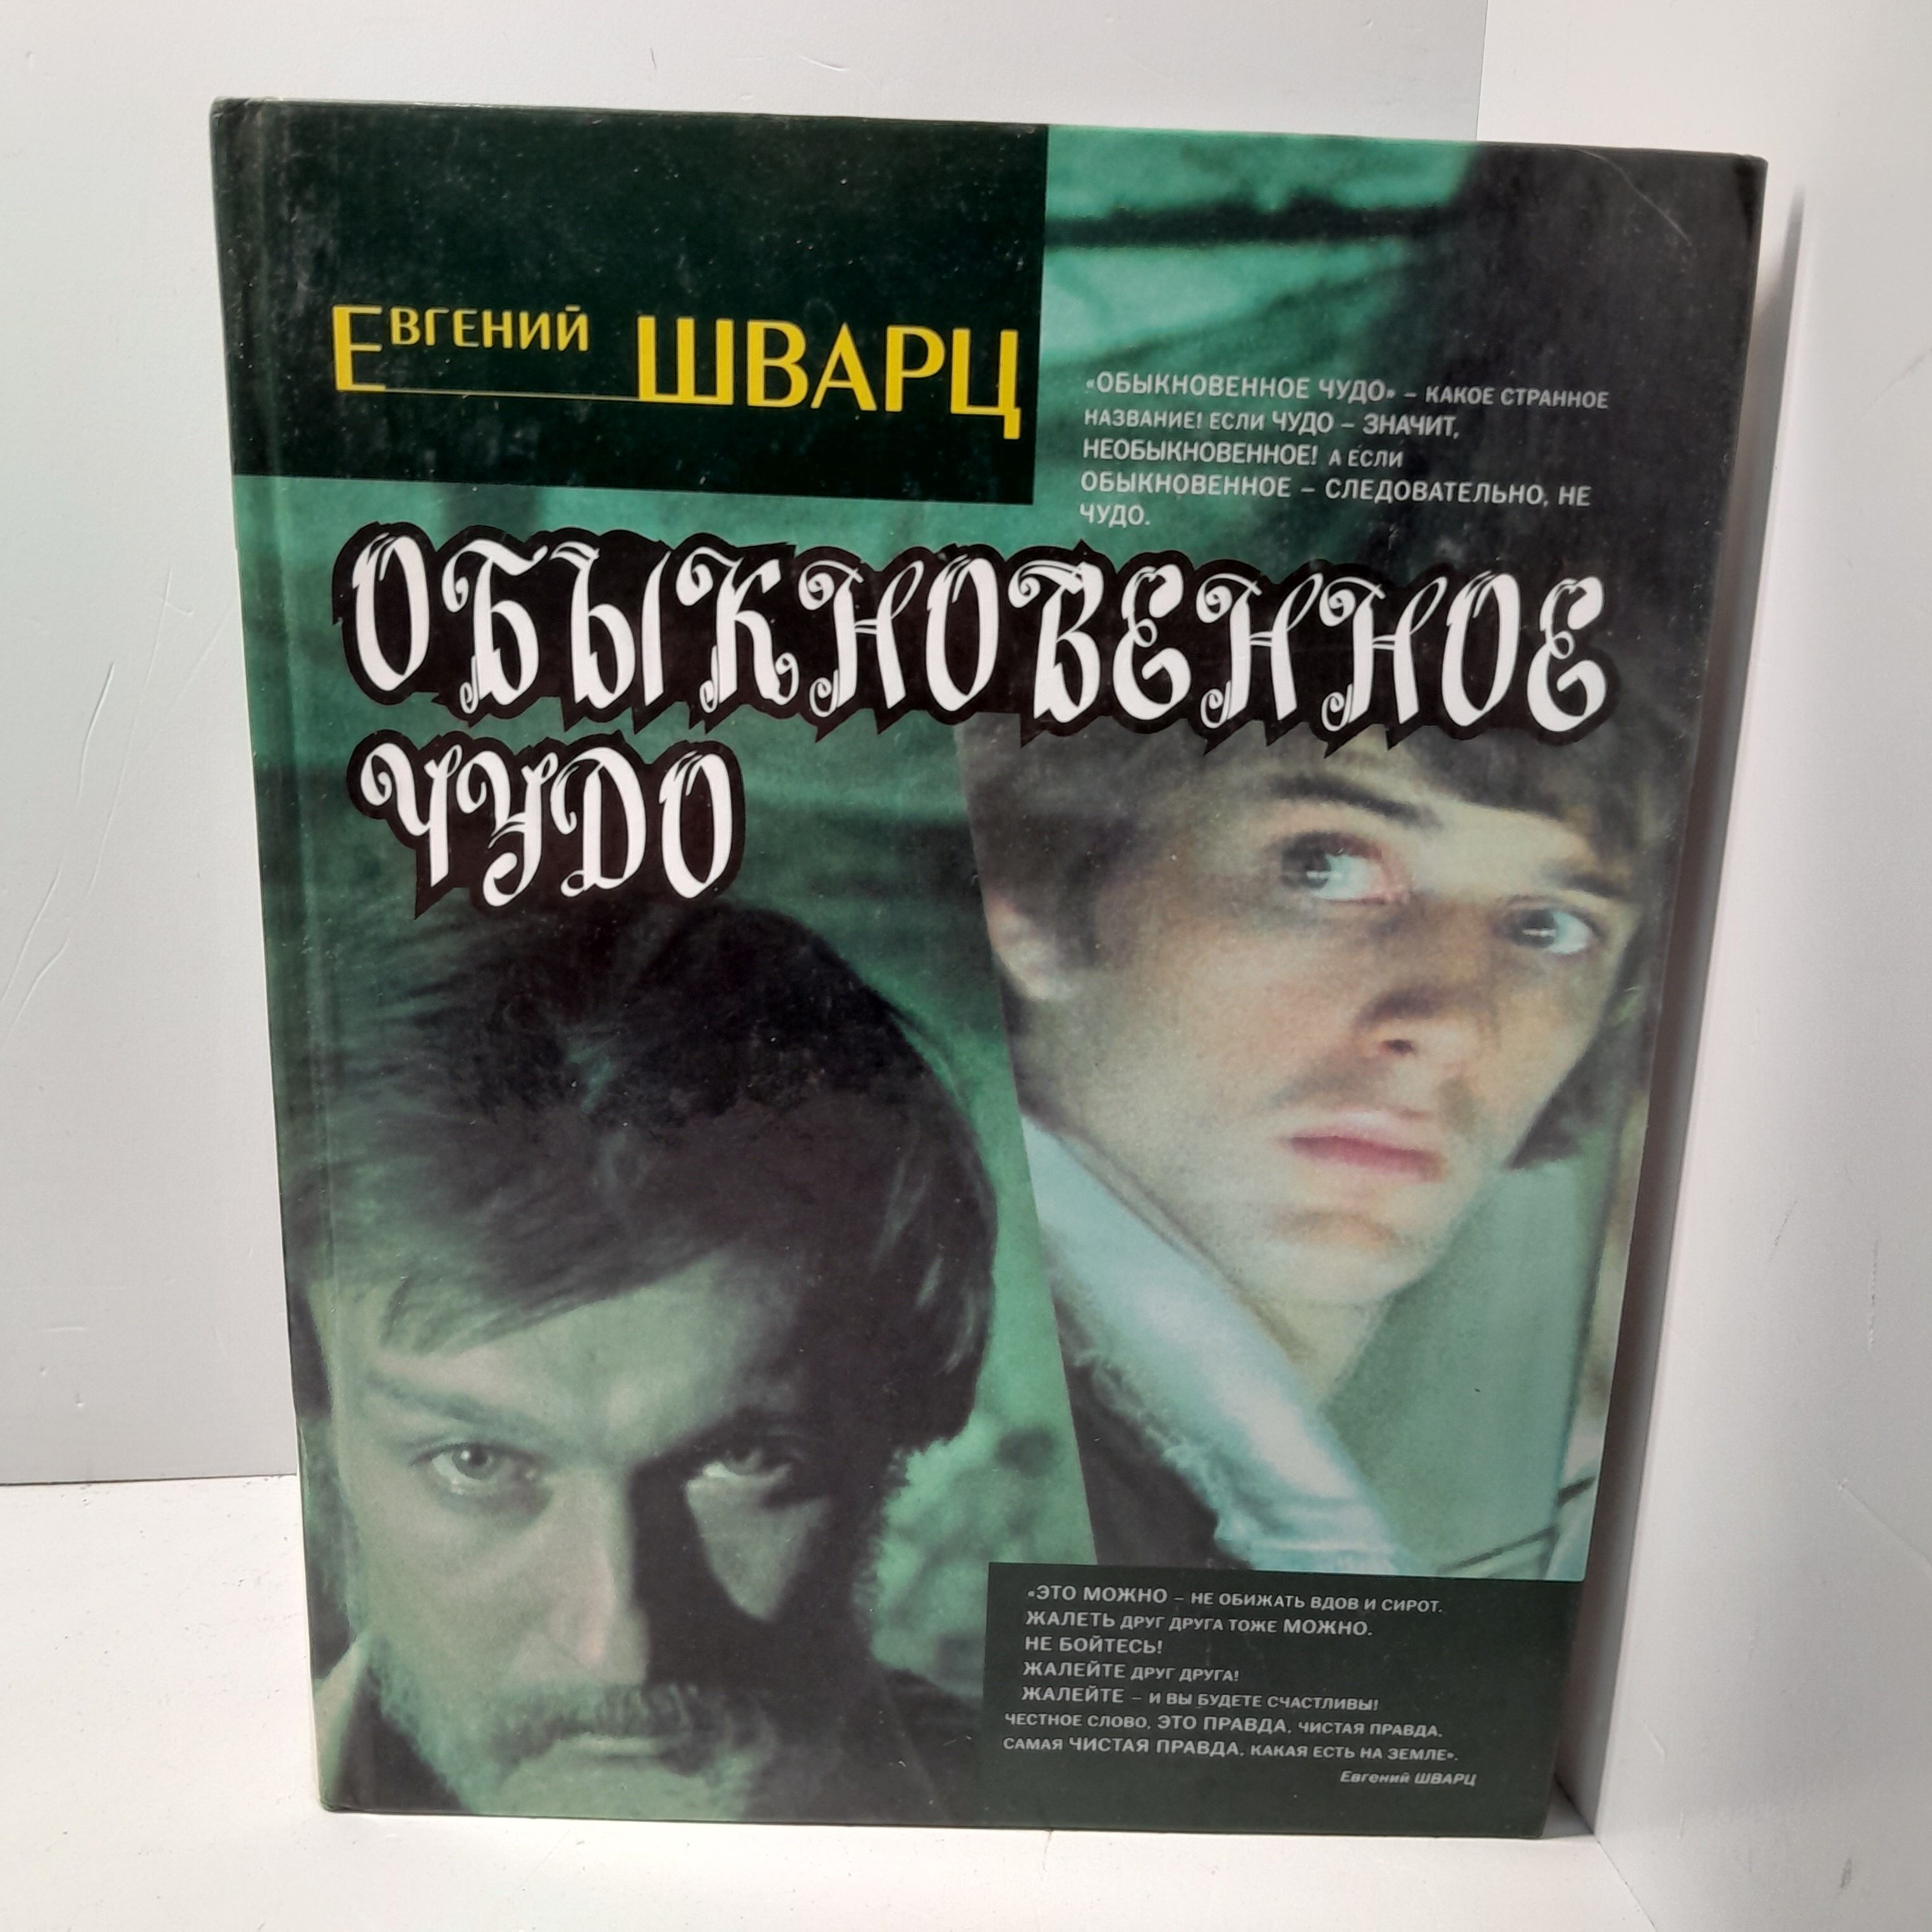 Евгений ШВАРЦ
«ОБЫКНОВЕННОЕ ЧУДО» – КАКОЕ СТРАННОЕ
НАЗВАНИЕ! ЕСЛИ ЧУДО – ЗНАЧИТ,
НЕОБЫКНОВЕННОЕ! А ЕСЛИ
ОБЫКНОВЕННОЕ – СЛЕДОВАТЕЛЬНО, НЕ
ЧУДО.
ОБЫКНОВЕННОЕ
ЧУДО
«ЭТО МОЖНО – НЕ ОБИЖАТЬ ВДОВ И СИРОТ.
ЖАЛЕТЬ ДРУГ ДРУГА ТОЖЕ МОЖНО.
НЕ БОЙТЕСЬ!
ЖАЛЕЙТЕ ДРУГ ДРУГА!
ЖАЛЕЙТЕ – И ВЫ БУДЕТЕ СЧАСТЛИВЫ!
ЧЕСТНОЕ СЛОВО, ЭТО ПРАВДА, ЧИСТАЯ ПРАВДА,
САМАЯ ЧИСТАЯ ПРАВДА, КАКАЯ ЕСТЬ НА ЗЕМЛЕ».
Евгений ШВАРЦ